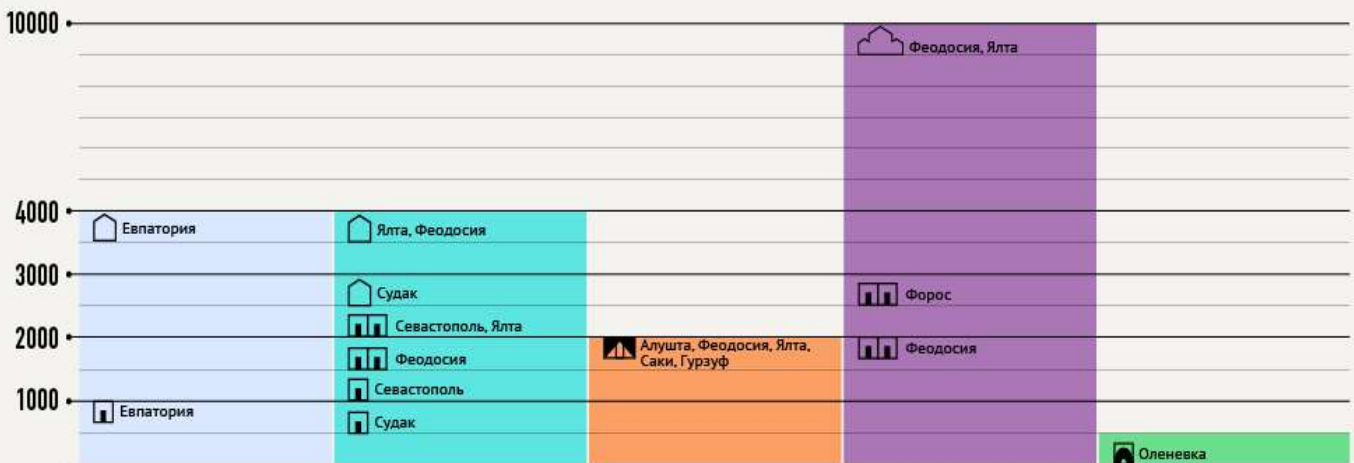 10000
Феодосия, Ялта
4000
Евпатория
Ялта, Феодосия
3000
Судак
Форос
Севастополь, Ялта
2000
Алушта, Феодосия, Ялта,
Саки, Гурзуф
Феодосия
Феодосия
Севастополь
1000
Евпатория
Судак
Оленевка